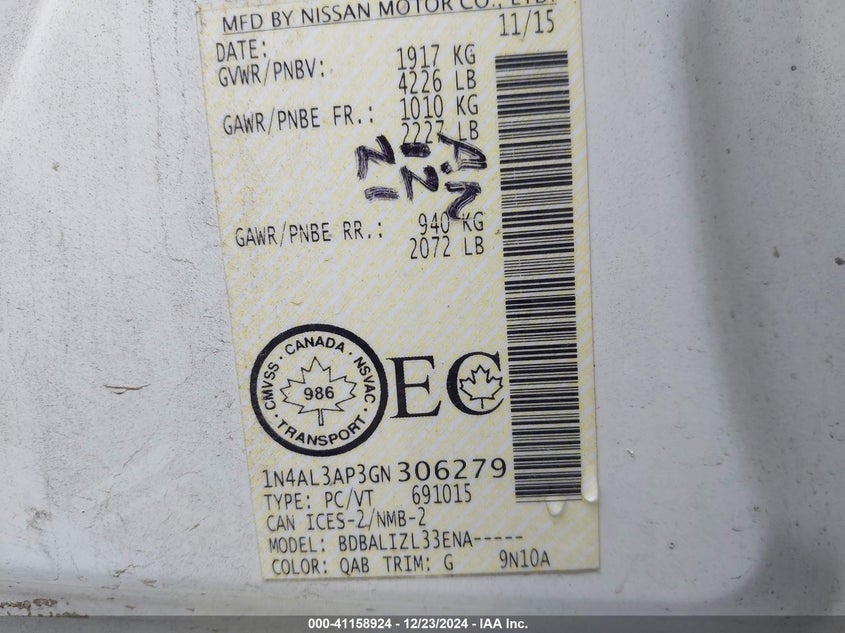 MFD BY NISSAN MOTOR CO., LTD.
DATE: 11/15
GVWR/PNBV: 1917 KG
4226 LB
GAWR/PNBE FR.: 1010 KG
2227 LB
GAWR/PNBE RR.: 940 KG
2072 LB
CMVSS · CANADA · NSVAC · TRANSPORT ·
986
EC
1N4AL3AP3GN306279
TYPE: PC/VT 691015
CAN ICES-2/NMB-2
MODEL: BDBALIZL33ENA-----
COLOR: QAB TRIM: G 9N10A
000-41158924 - 12/23/2024 - IAA Inc.